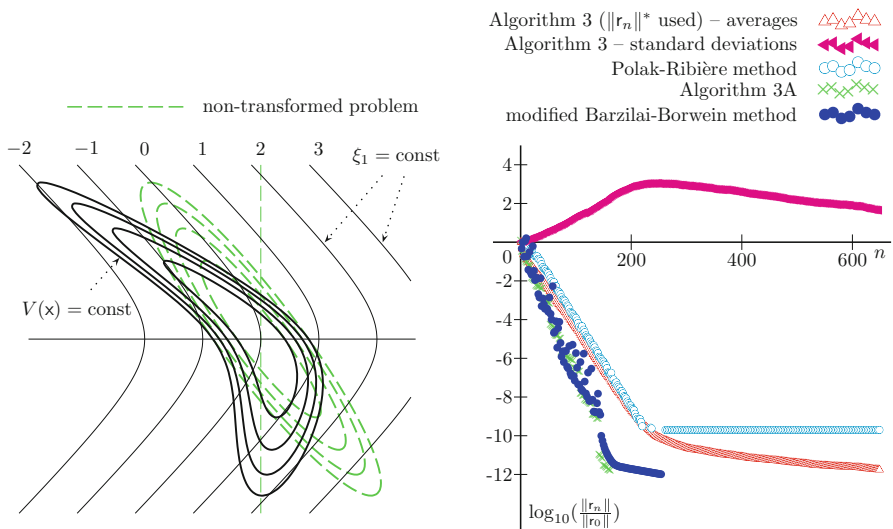 non-transformed problem
−2 −1 0 1 2 3
ξ₁ = const
V(x) = const
Algorithm 3 (‖rₙ‖* used) – averages
Algorithm 3 – standard deviations
Polak-Ribière method
Algorithm 3A
modified Barzilai-Borwein method
4
2
0 200 400 600 n
-2
-4
-6
-8
-10
-12
log₁₀(‖rₙ‖/‖r₀‖)